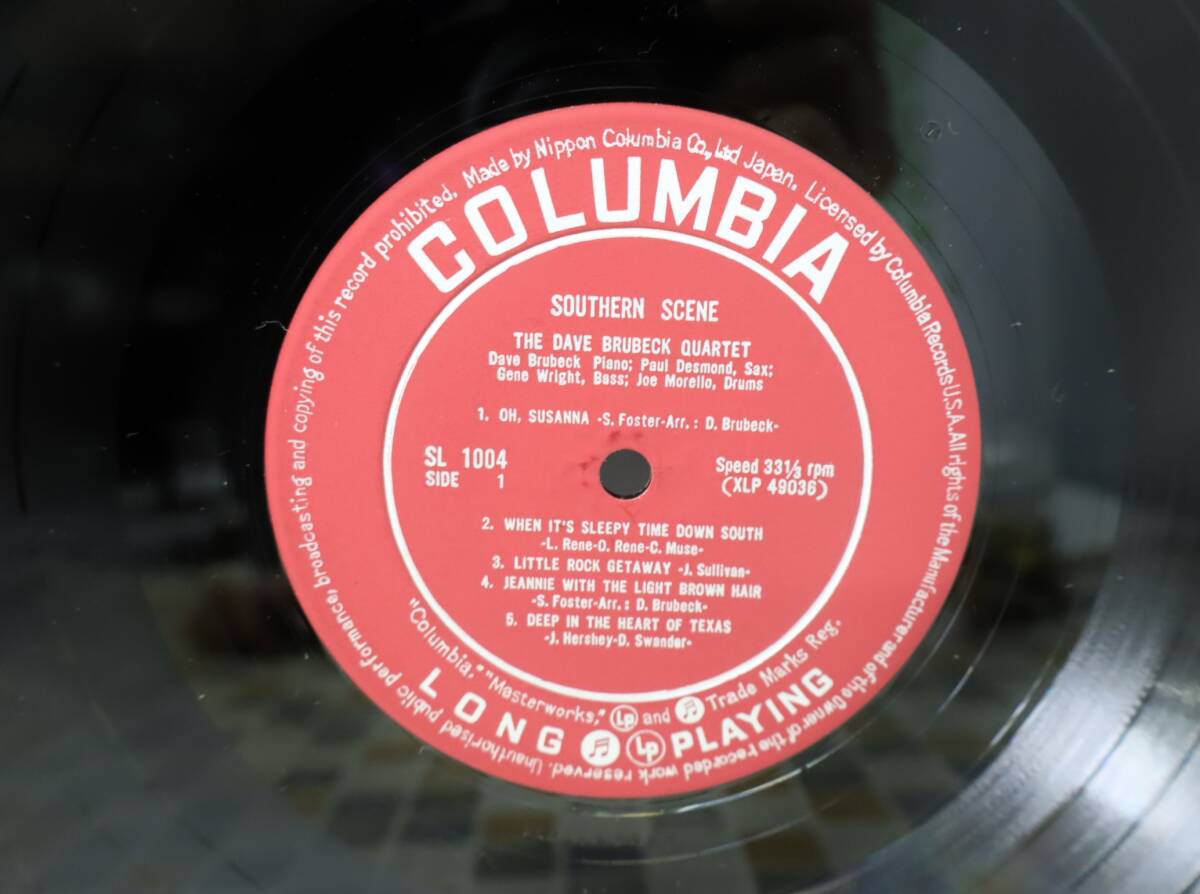 Unauthorised public performance, broadcasting and copying of this record prohibited. Made by Nippon Columbia Co., Ltd Japan. Licensed by Columbia Records U.S.A. All rights of the Manufacturer and of the Owner of the recorded work reserved.
COLUMBIA
SOUTHERN SCENE
THE DAVE BRUBECK QUARTET
Dave Brubeck Piano; Paul Desmond, Sax;
Gene Wright, Bass; Joe Morello, Drums
1. OH, SUSANNA -S. Foster-Arr. : D. Brubeck-
SL 1004
SIDE 1
Speed 33 1/3 rpm
(XLP 49036)
2. WHEN IT'S SLEEPY TIME DOWN SOUTH
-L. Rene-O. Rene-C. Muse-
3. LITTLE ROCK GETAWAY -J. Sullivan-
4. JEANNIE WITH THE LIGHT BROWN HAIR
-S. Foster-Arr. : D. Brubeck-
5. DEEP IN THE HEART OF TEXAS
-J. Hershey-D. Swander-
"Columbia," "Masterworks," Lp and Trade Marks Reg.
LONG Lp PLAYING